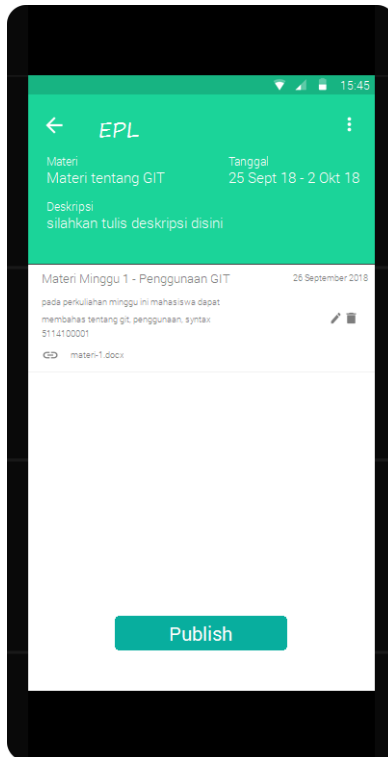 15:45
EPL
Materi
Materi tentang GIT
Tanggal
25 Sept 18 - 2 Okt 18
Deskripsi
silahkan tulis deskripsi disini
Materi Minggu 1 - Penggunaan GIT
26 September 2018
pada perkuliahan minggu ini mahasiswa dapat
membahas tentang git, penggunaan, syntax
5114100001
materi-1.docx
Publish